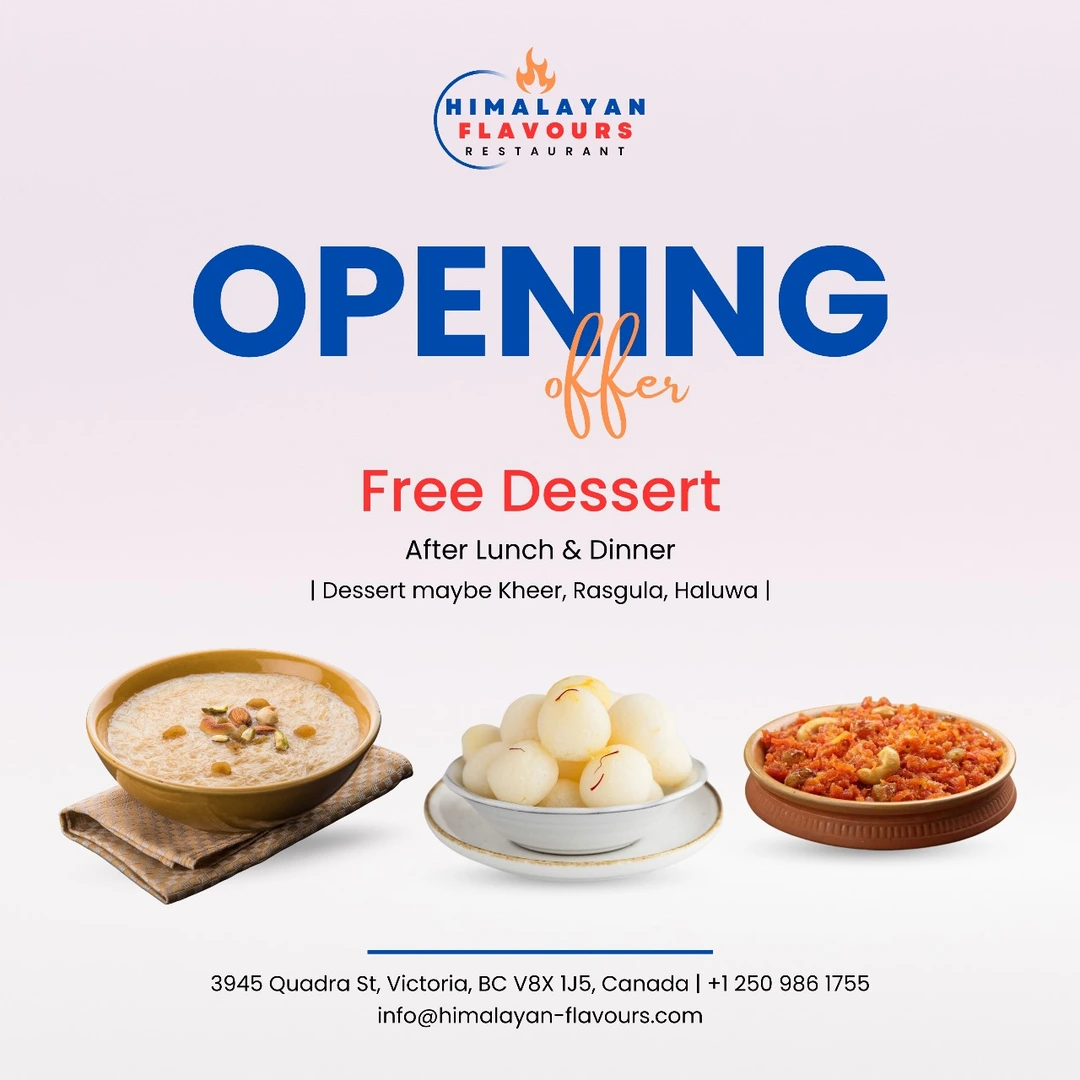 HIMALAYAN
FLAVOURS
RESTAURANT
OPENING
offer
Free Dessert
After Lunch & Dinner
| Dessert maybe Kheer, Rasgula, Haluwa |
3945 Quadra St, Victoria, BC V8X 1J5, Canada | +1 250 986 1755
info@himalayan-flavours.com